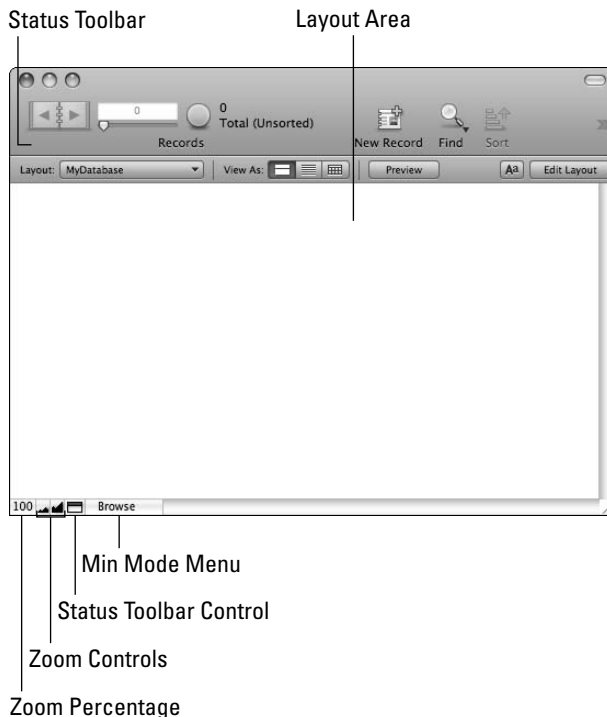 Status Toolbar
Layout Area
0
0
Total (Unsorted)
Records
New Record
Find
Sort
Layout: MyDatabase
View As:
Preview
Aa
Edit Layout
100
Browse
Min Mode Menu
Status Toolbar Control
Zoom Controls
Zoom Percentage